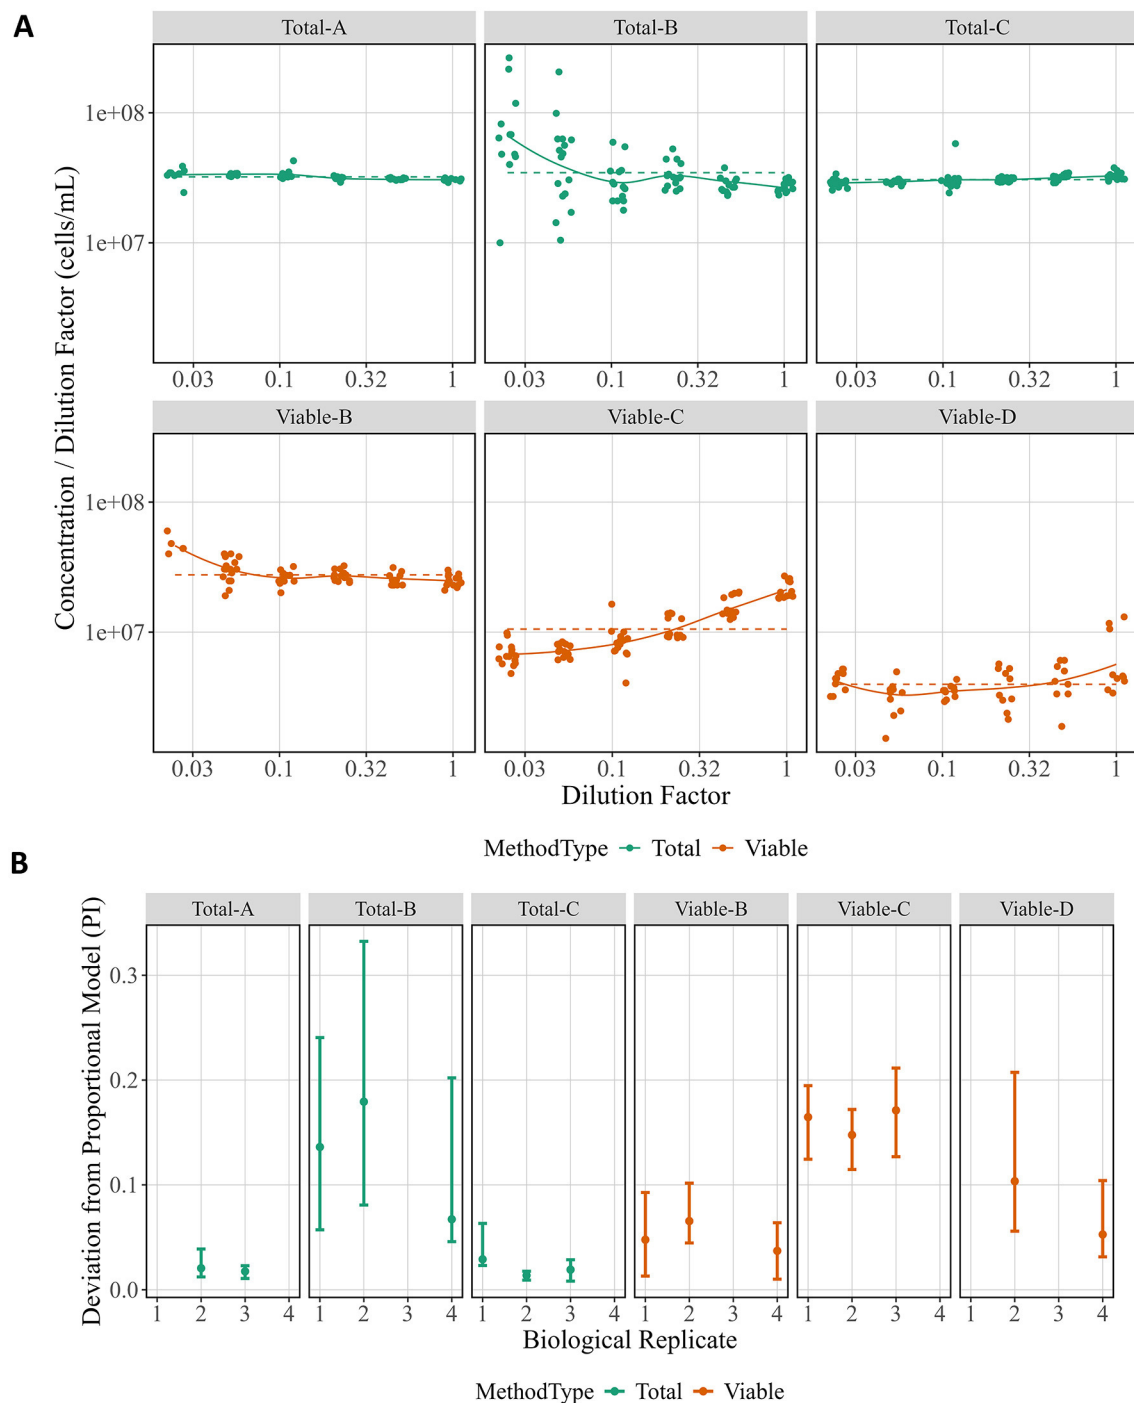 A
Total-A Total-B Total-C
Concentration / Dilution Factor (cells/mL)
1e+08
1e+07
0.03 0.1 0.32 1 0.03 0.1 0.32 1 0.03 0.1 0.32 1
Viable-B Viable-C Viable-D
1e+08
1e+07
0.03 0.1 0.32 1 0.03 0.1 0.32 1 0.03 0.1 0.32 1
Dilution Factor
MethodType Total Viable
B
Total-A Total-B Total-C Viable-B Viable-C Viable-D
Deviation from Proportional Model (PI)
0.3
0.2
0.1
0.0
1 2 3 4 1 2 3 4 1 2 3 4 1 2 3 4 1 2 3 4 1 2 3 4
Biological Replicate
MethodType Total Viable